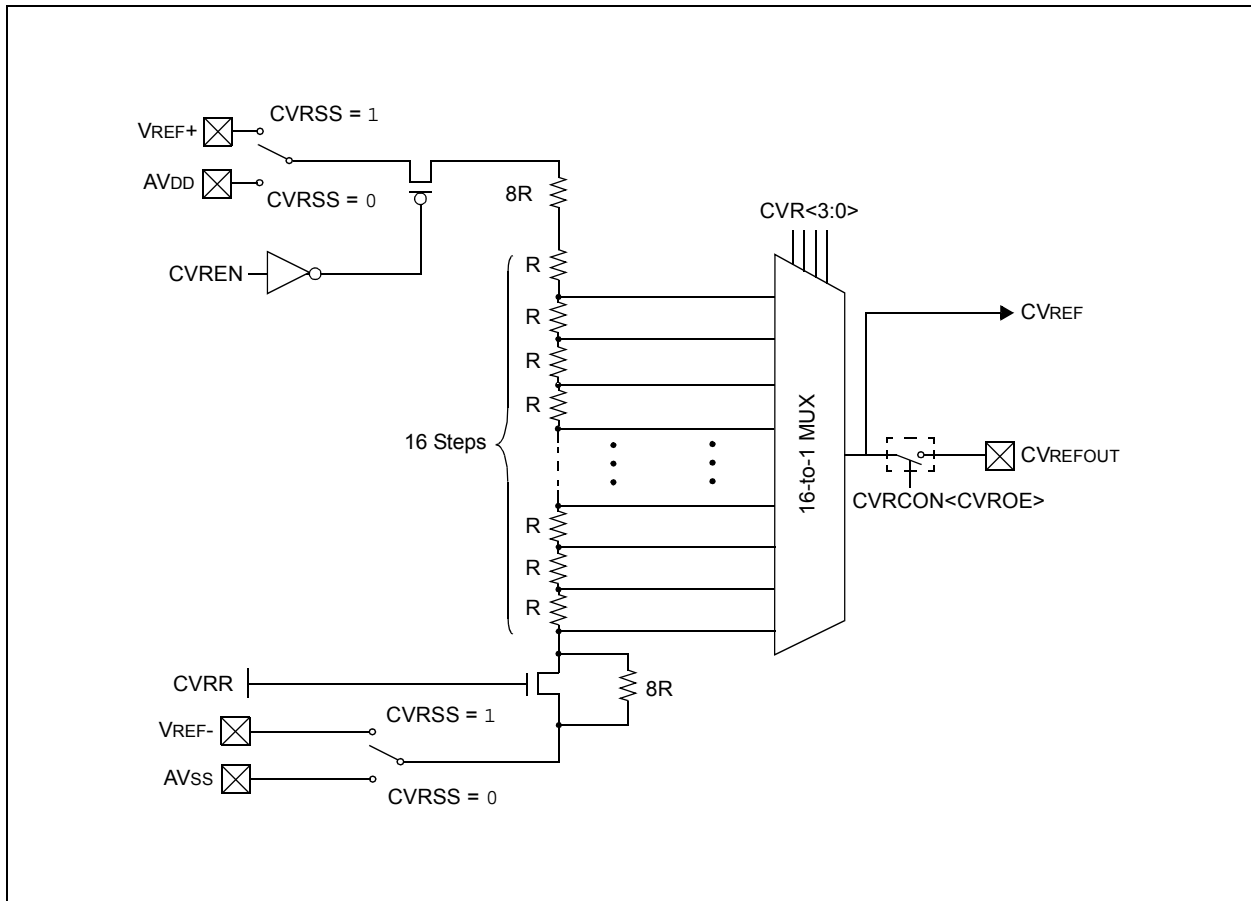 CVRSS = 1
VREF+
AVDD
CVRSS = 0
8R
CVR<3:0>
CVREN
R
R
R
R
16 Steps
16-to-1 MUX
CVREF
CVREFOUT
CVRCON<CVROE>
R
R
R
CVRR
8R
CVRSS = 1
VREF-
AVSS
CVRSS = 0